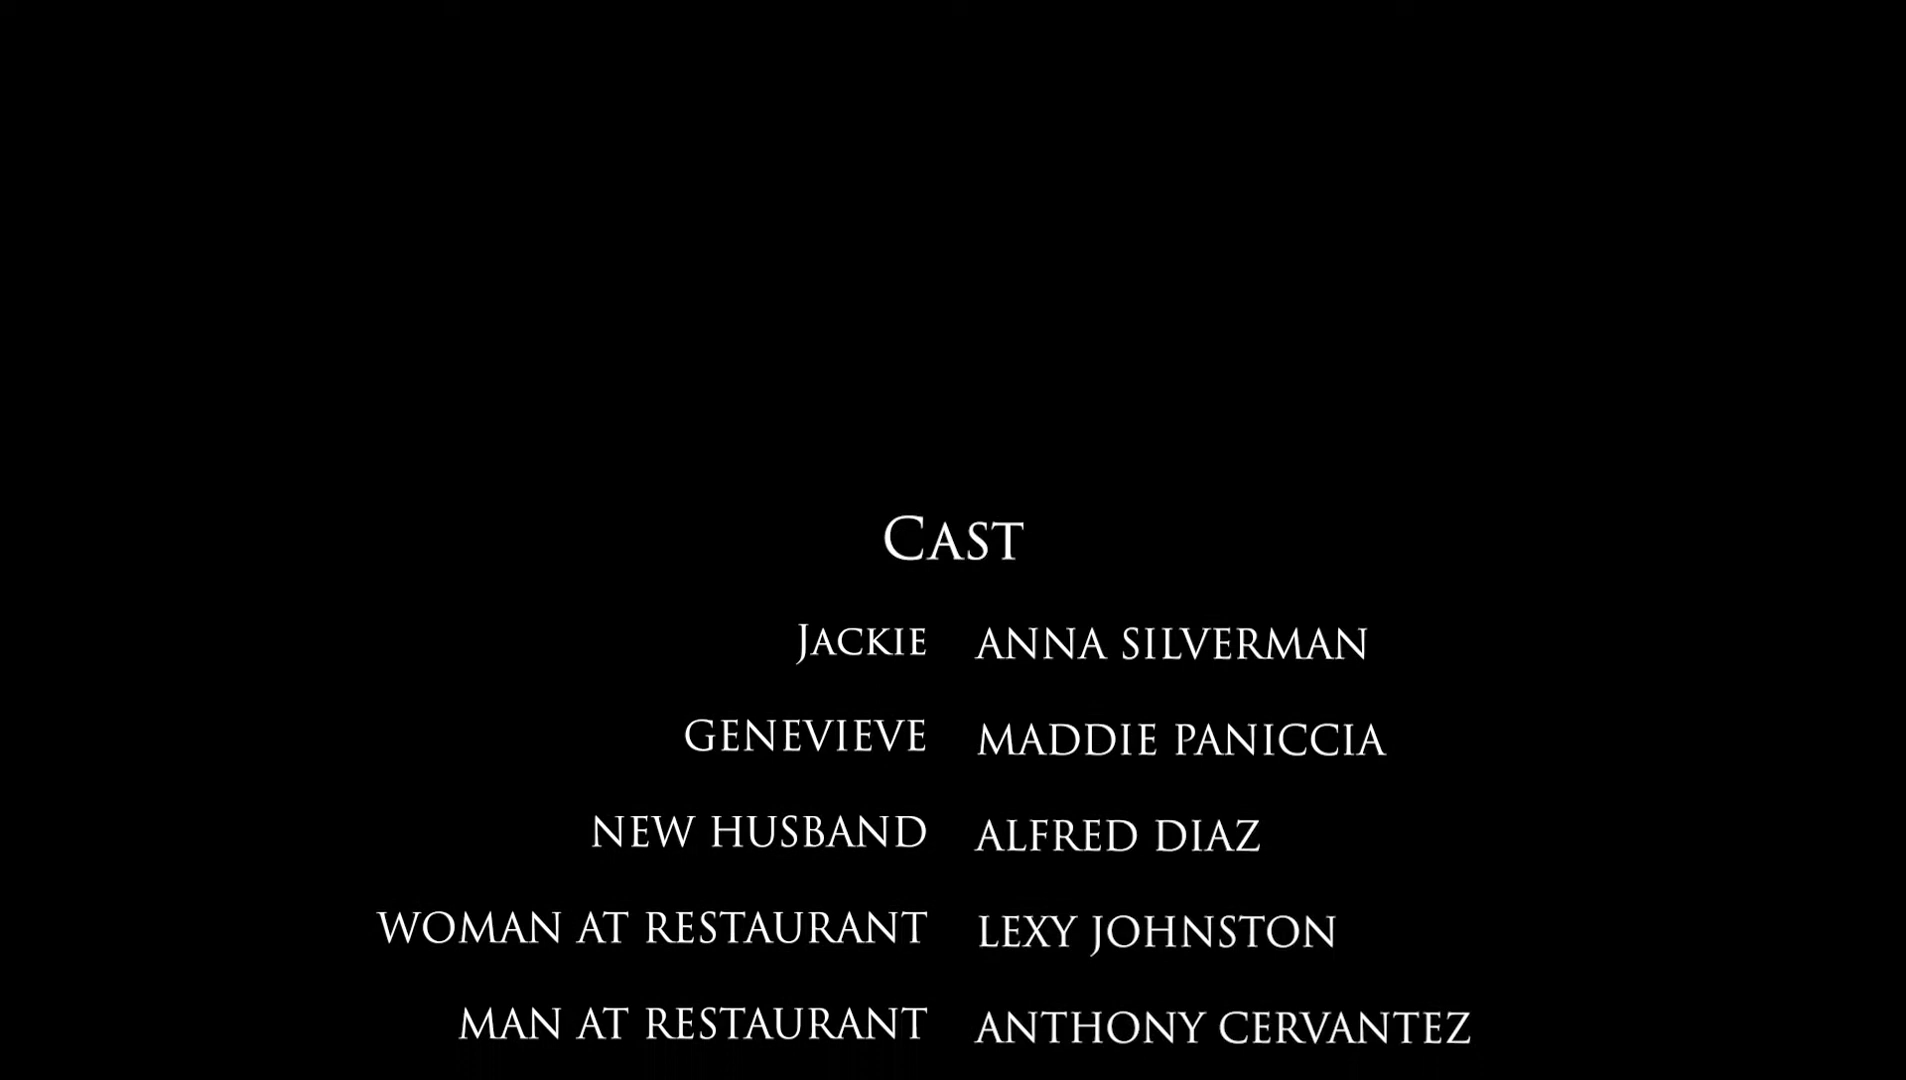 Cast
Jackie ANNA SILVERMAN
GENEVIEVE MADDIE PANICCIA
NEW HUSBAND ALFRED DIAZ
WOMAN AT RESTAURANT LEXY JOHNSTON
MAN AT RESTAURANT ANTHONY CERVANTEZ